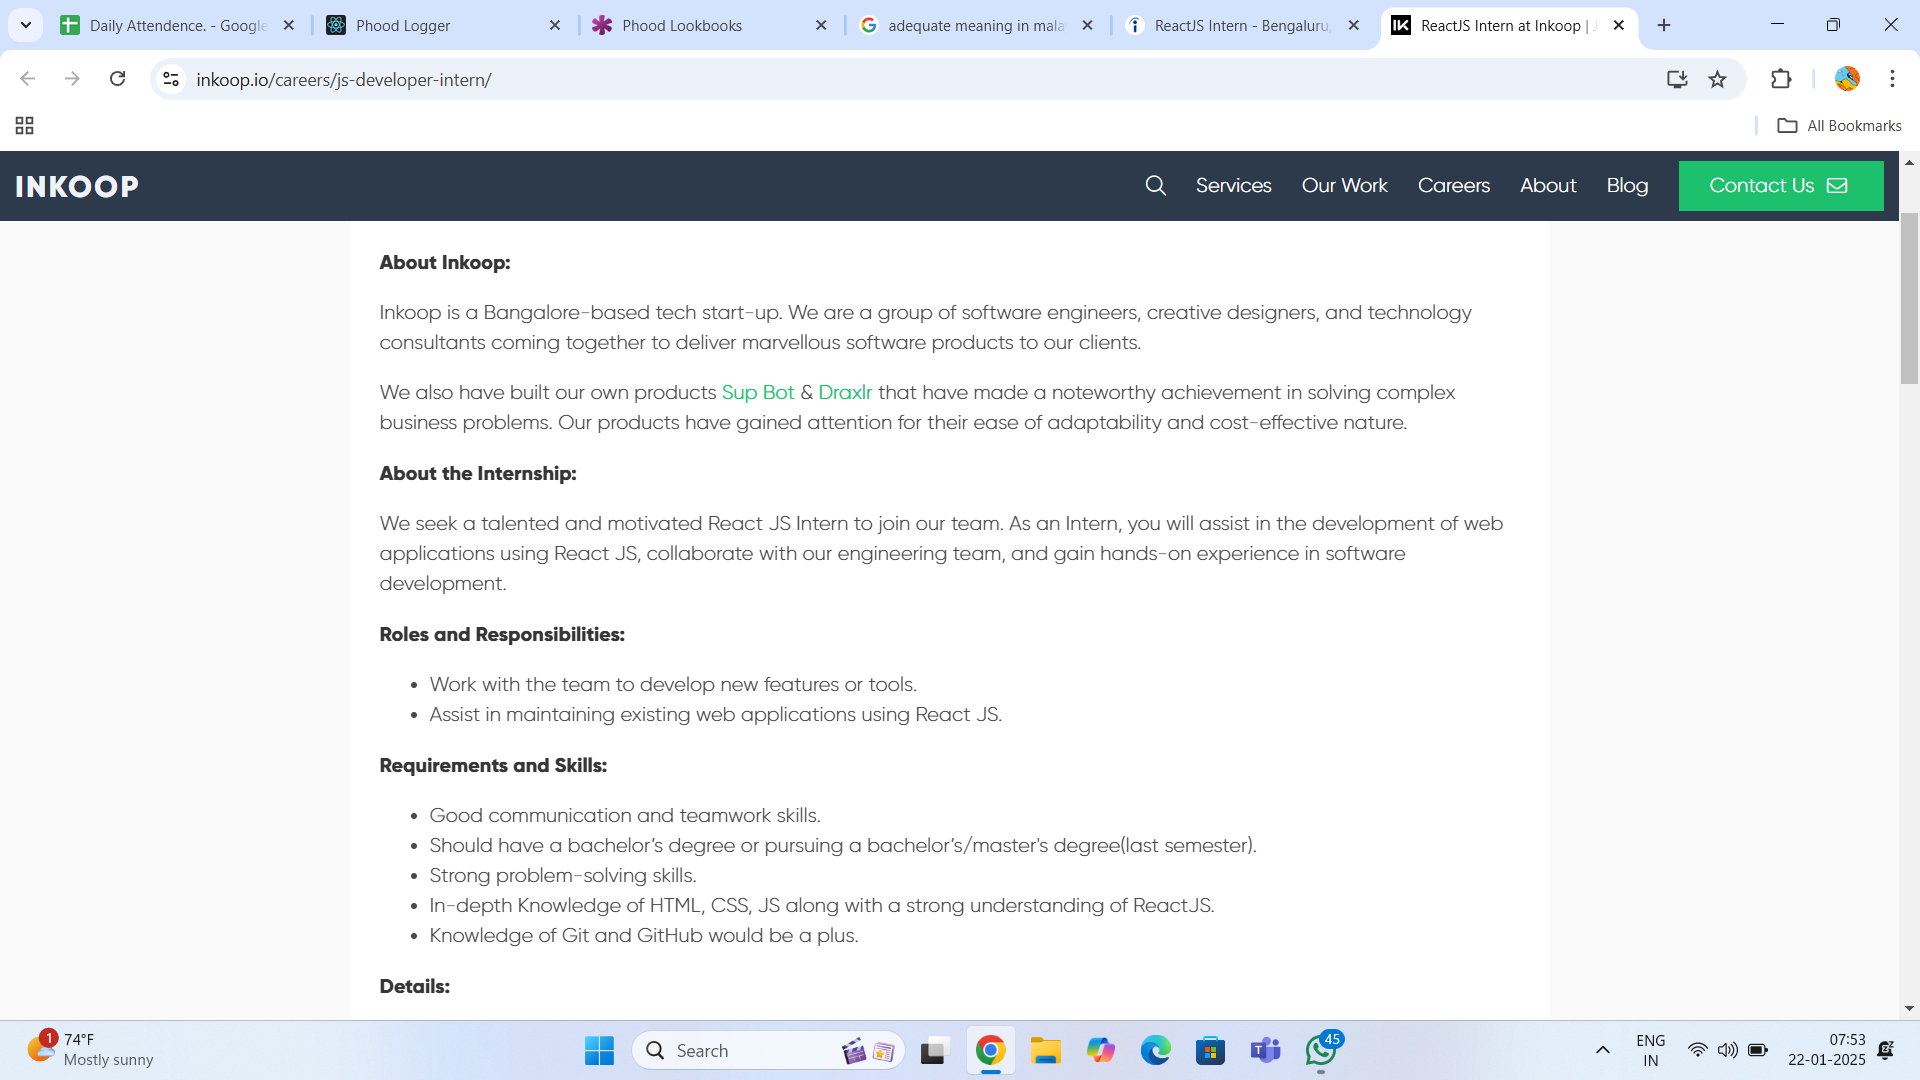 Daily Attendence. - Google
Phood Logger
Phood Lookbooks
adequate meaning in mala
ReactJS Intern - Bengaluru,
ReactJS Intern at Inkoop | J
inkoop.io/careers/js-developer-intern/
All Bookmarks
INKOOP
Services
Our Work
Careers
About
Blog
Contact Us
About Inkoop:
Inkoop is a Bangalore-based tech start-up. We are a group of software engineers, creative designers, and technology
consultants coming together to deliver marvellous software products to our clients.
We also have built our own products Sup Bot & Draxlr that have made a noteworthy achievement in solving complex
business problems. Our products have gained attention for their ease of adaptability and cost-effective nature.
About the Internship:
We seek a talented and motivated React JS Intern to join our team. As an Intern, you will assist in the development of web
applications using React JS, collaborate with our engineering team, and gain hands-on experience in software
development.
Roles and Responsibilities:
• Work with the team to develop new features or tools.
• Assist in maintaining existing web applications using React JS.
Requirements and Skills:
• Good communication and teamwork skills.
• Should have a bachelor’s degree or pursuing a bachelor’s/master's degree(last semester).
• Strong problem-solving skills.
• In-depth Knowledge of HTML, CSS, JS along with a strong understanding of ReactJS.
• Knowledge of Git and GitHub would be a plus.
Details:
1
74°F
Mostly sunny
Search
45
ENG
IN
07:53
22-01-2025